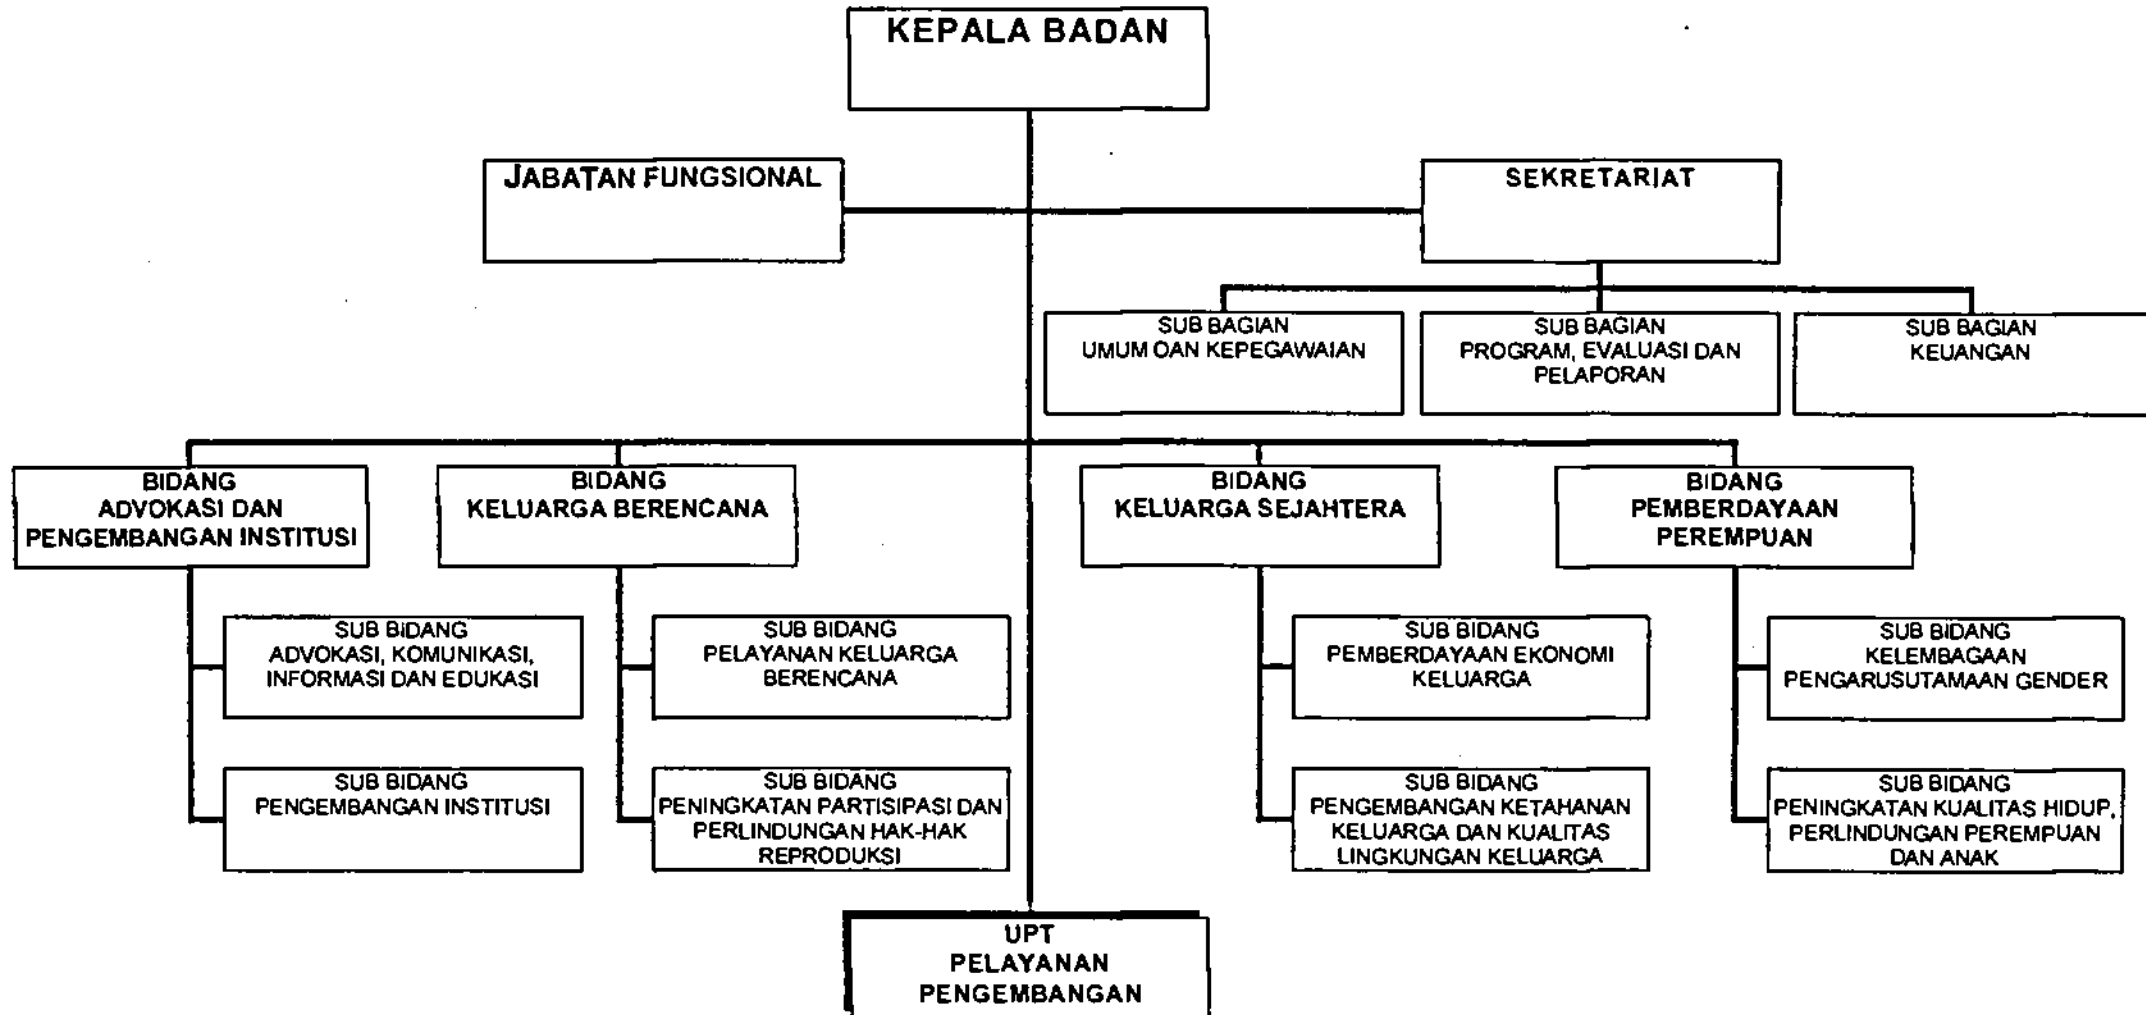 KEPALA BADAN
JABATAN FUNGSIONAL
SEKRETARIAT
SUB BAGIAN
UMUM OAN KEPEGAWAIAN
SUB BAGIAN
PROGRAM, EVALUASI DAN
PELAPORAN
SUB BAGIAN
KEUANGAN
BIDANG
ADVOKASI DAN
PENGEMBANGAN INSTITUSI
BIDANG
KELUARGA BERENCANA
BIDANG
KELUARGA SEJAHTERA
BIDANG
PEMBERDAYAAN
PEREMPUAN
SUB BIDANG
ADVOKASI, KOMUNIKASI,
INFORMASI DAN EDUKASI
SUB BIDANG
PELAYANAN KELUARGA
BERENCANA
SUB BIDANG
PEMBERDAYAAN EKONOMI
KELUARGA
SUB BIDANG
KELEMBAGAAN
PENGARUSUTAMAAN GENDER
SUB BIDANG
PENGEMBANGAN INSTITUSI
SUB BIDANG
PENINGKATAN PARTISIPASI DAN
PERLINDUNGAN HAK-HAK
REPRODUKSI
SUB BIDANG
PENGEMBANGAN KETAHANAN
KELUARGA DAN KUALITAS
LINGKUNGAN KELUARGA
SUB BIDANG
PENINGKATAN KUALITAS HIDUP,
PERLINDUNGAN PEREMPUAN
DAN ANAK
UPT
PELAYANAN
PENGEMBANGAN